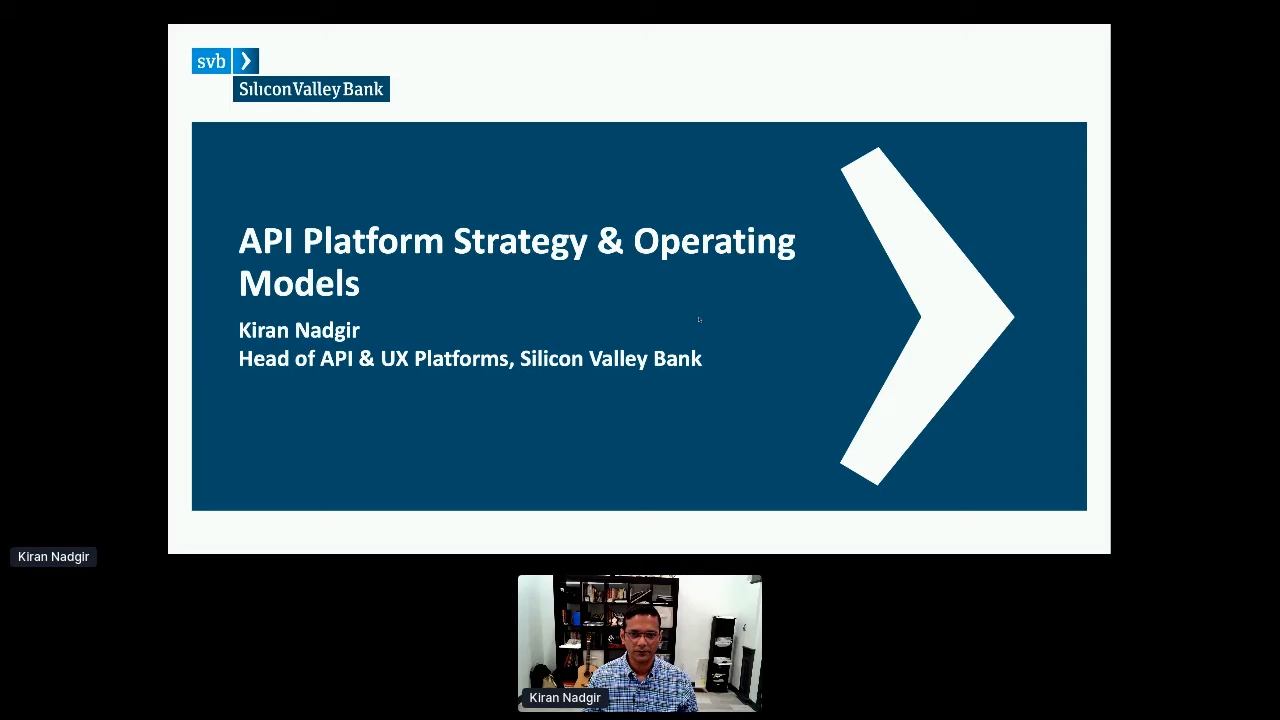 svb
Silicon Valley Bank
API Platform Strategy & Operating
Models
Kiran Nadgir
Head of API & UX Platforms, Silicon Valley Bank
Kiran Nadgir
Kiran Nadgir